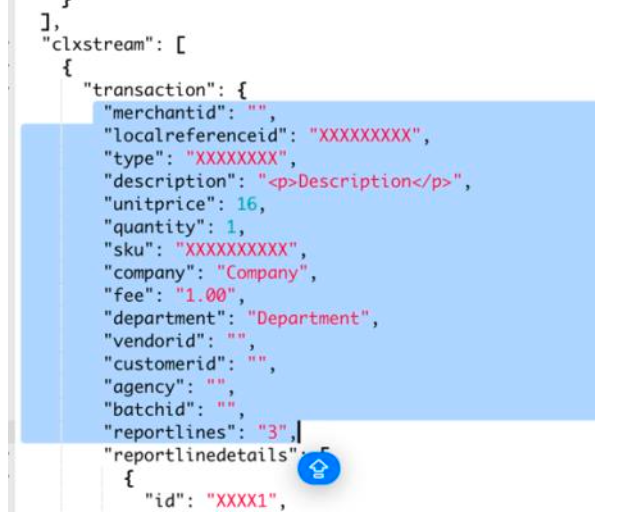 ],
"clxstream": [
{
"transaction": {
"merchantid": "",
"localreferenceid": "XXXXXXXXX",
"type": "XXXXXXXX",
"description": "<p>Description</p>",
"unitprice": 16,
"quantity": 1,
"sku": "XXXXXXXXXX",
"company": "Company",
"fee": "1.00",
"department": "Department",
"vendorid": "",
"customerid": "",
"agency": "",
"batchid": "",
"reportlines": "3",
"reportlinedetails": [
{
"id": "XXXX1",